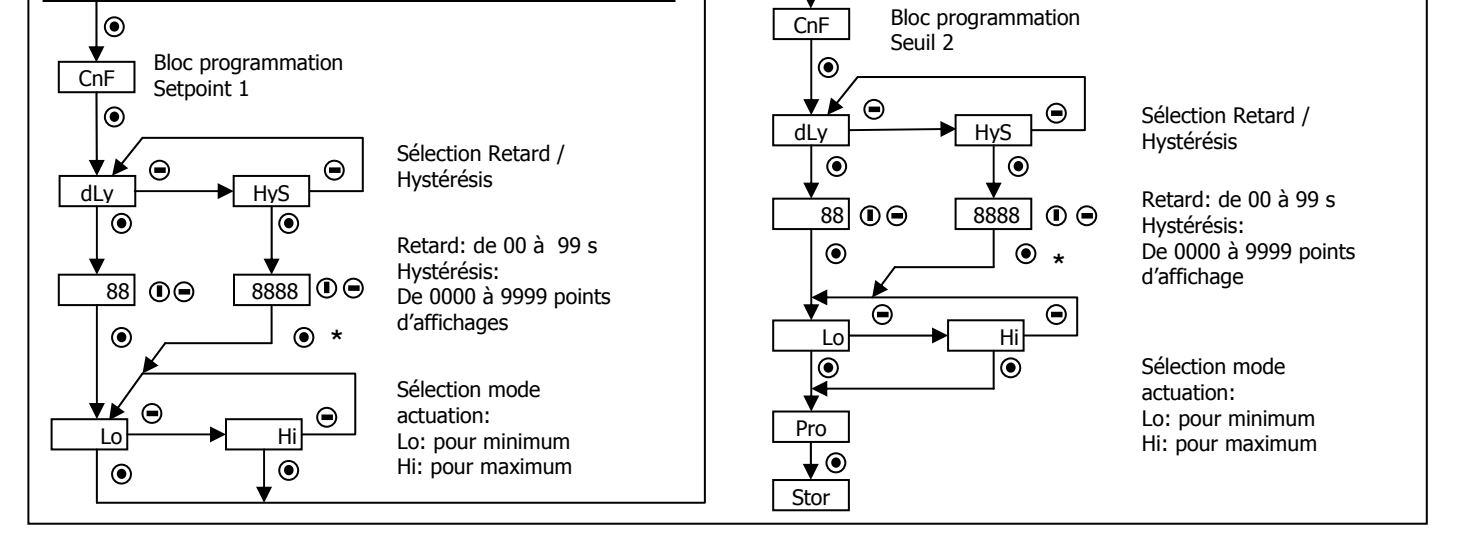 CnF
Bloc programmation
Setpoint 1
dLy
HyS
Sélection Retard /
Hystérésis
88
8888
Retard: de 00 à  99 s
Hystérésis:
De 0000 à 9999 points
d’affichages
*
Lo
Hi
Sélection mode
actuation:
Lo: pour minimum
Hi: pour maximum
CnF
Bloc programmation
Seuil 2
dLy
HyS
Sélection Retard /
Hystérésis
88
8888
Retard: de 00 à 99 s
Hystérésis:
De 0000 à 9999 points
d’affichage
*
Lo
Hi
Sélection mode
actuation:
Lo: pour minimum
Hi: pour maximum
Pro
Stor